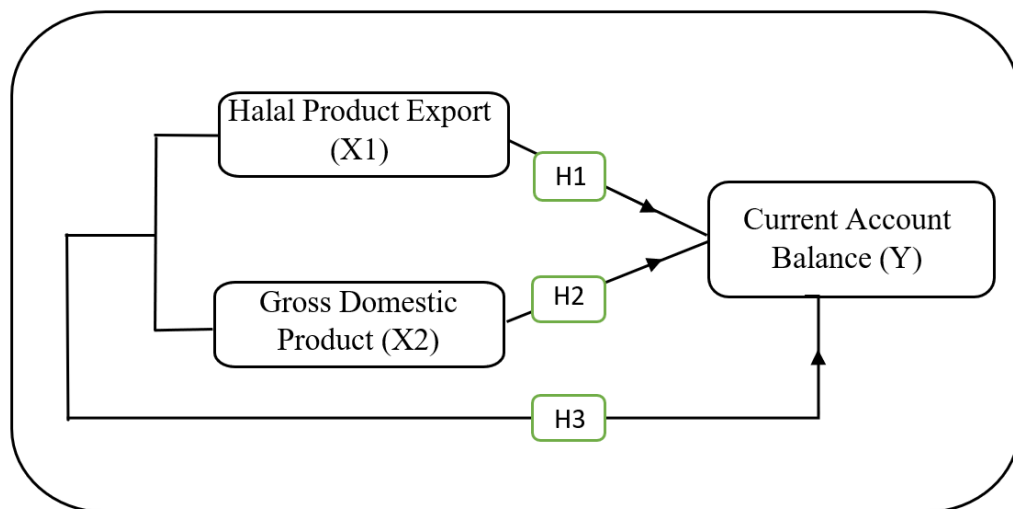 Halal Product Export
(X1)
H1
Current Account
Balance (Y)
Gross Domestic
Product (X2)
H2
H3